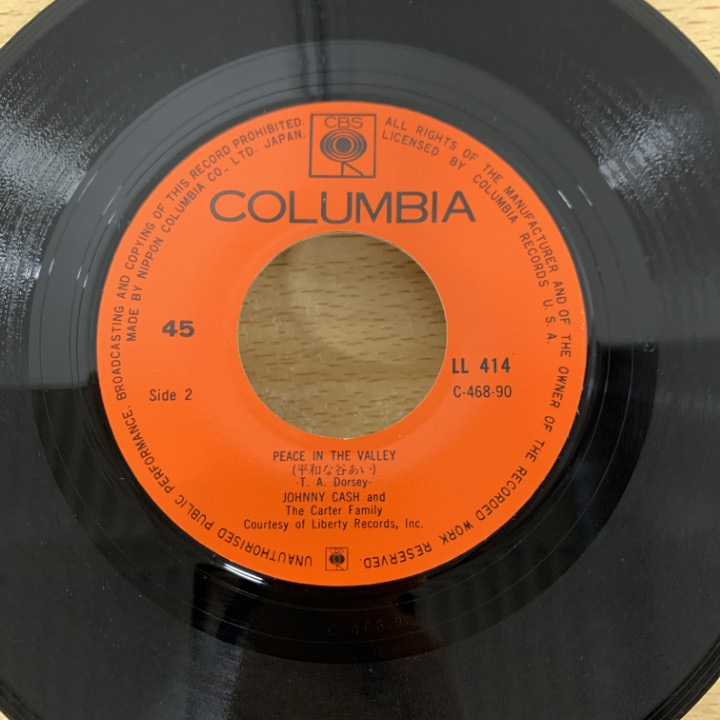 CBS
COLUMBIA
45
Side 2
LL 414
C-468-90
PEACE IN THE VALLEY
(平和な谷あい)
-T. A. Dorsey-
JOHNNY CASH and
The Carter Family
Courtesy of Liberty Records, Inc.
UNAUTHORISED PUBLIC PERFORMANCE. BROADCASTING AND COPYING OF THIS RECORD PROHIBITED.
MADE BY NIPPON COLUMBIA CO., LTD. JAPAN.
ALL RIGHTS OF THE MANUFACTURER AND OF THE OWNER OF THE RECORDED WORK RESERVED.
LICENSED BY COLUMBIA RECORDS U. S. A